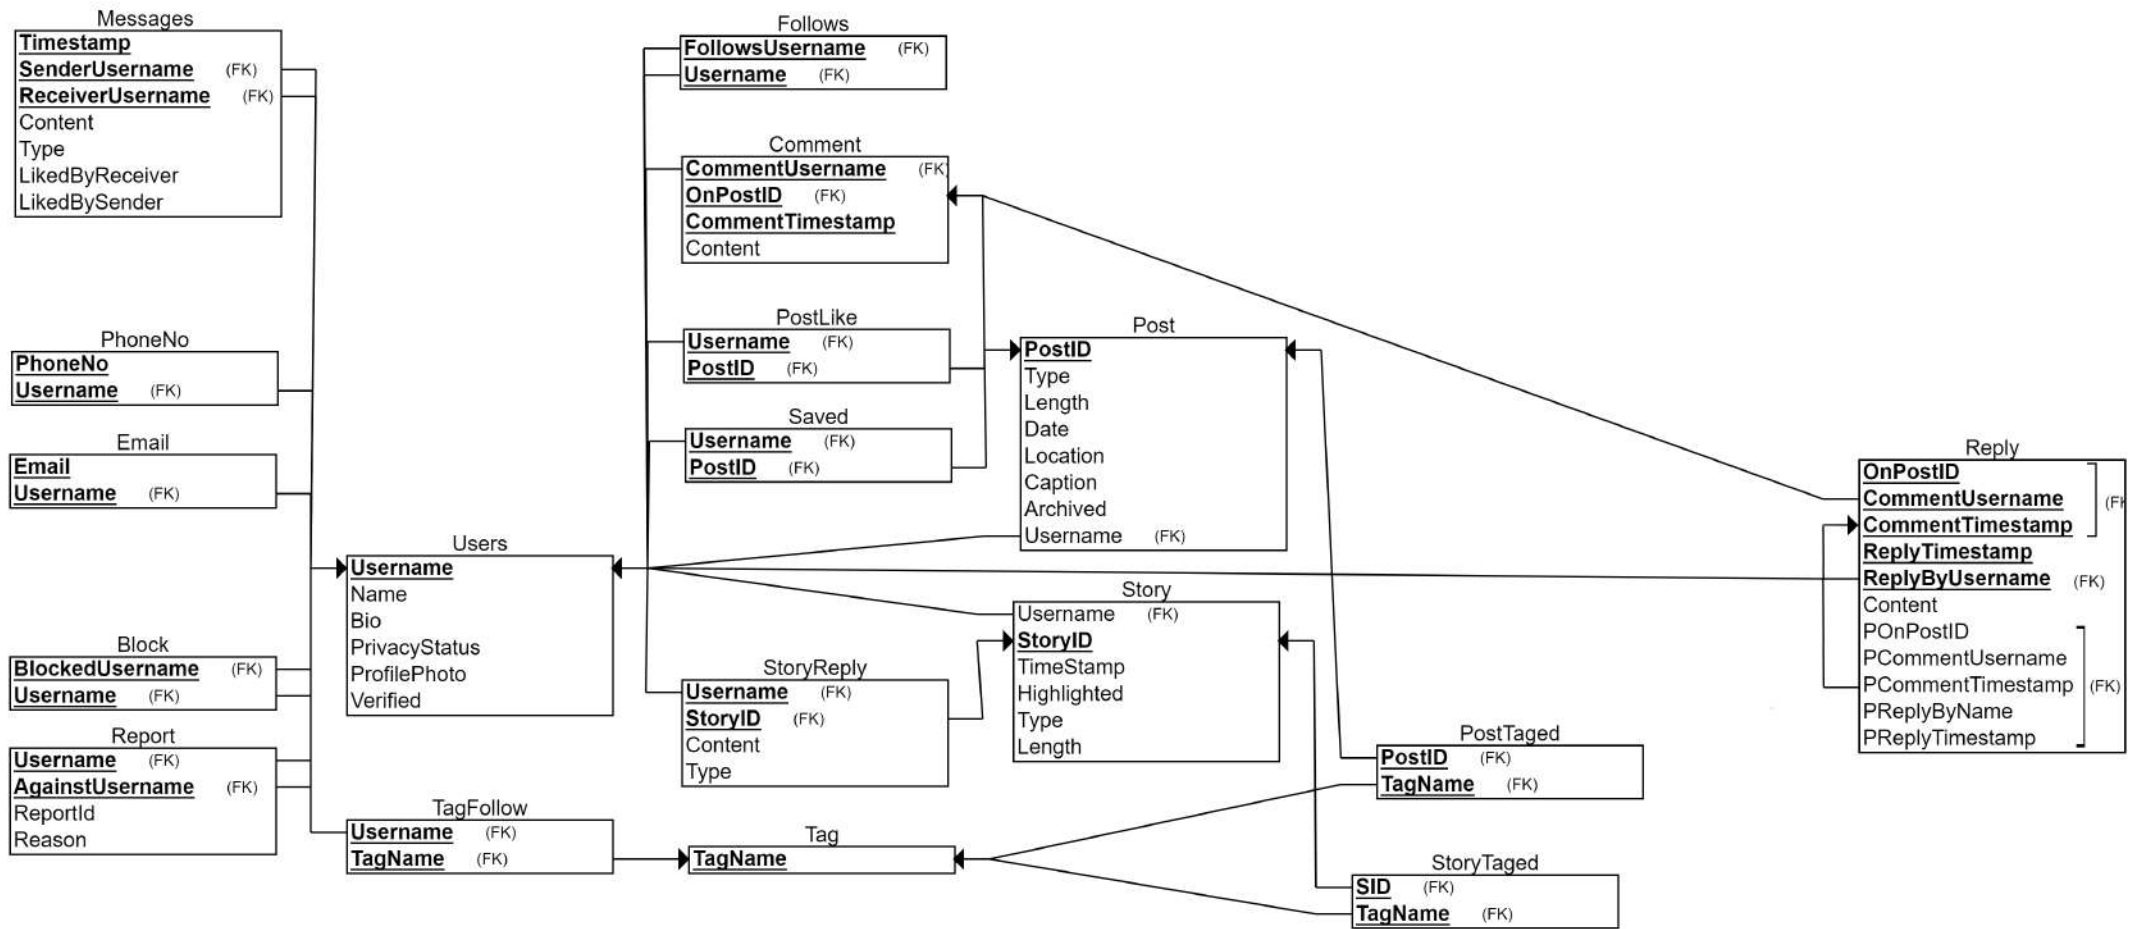 Messages
Timestamp
SenderUsername (FK)
ReceiverUsername (FK)
Content
Type
LikedByReceiver
LikedBySender
PhoneNo
PhoneNo
Username (FK)
Email
Email
Username (FK)
Block
BlockedUsername (FK)
Username (FK)
Report
Username (FK)
AgainstUsername (FK)
ReportId
Reason
Users
Username
Name
Bio
PrivacyStatus
ProfilePhoto
Verified
TagFollow
Username (FK)
TagName (FK)
Follows
FollowsUsername (FK)
Username (FK)
Comment
CommentUsername (FK)
OnPostID (FK)
CommentTimestamp
Content
PostLike
Username (FK)
PostID (FK)
Saved
Username (FK)
PostID (FK)
StoryReply
Username (FK)
StoryID (FK)
Content
Type
Tag
TagName
Post
PostID
Type
Length
Date
Location
Caption
Archived
Username (FK)
Story
Username (FK)
StoryID
TimeStamp
Highlighted
Type
Length
PostTaged
PostID (FK)
TagName (FK)
StoryTaged
SID (FK)
TagName (FK)
Reply
OnPostID
CommentUsername (FK
CommentTimestamp
ReplyTimestamp
ReplyByUsername (FK)
Content
POnPostID
PCommentUsername
PCommentTimestamp (FK)
PReplyByName
PReplyTimestamp